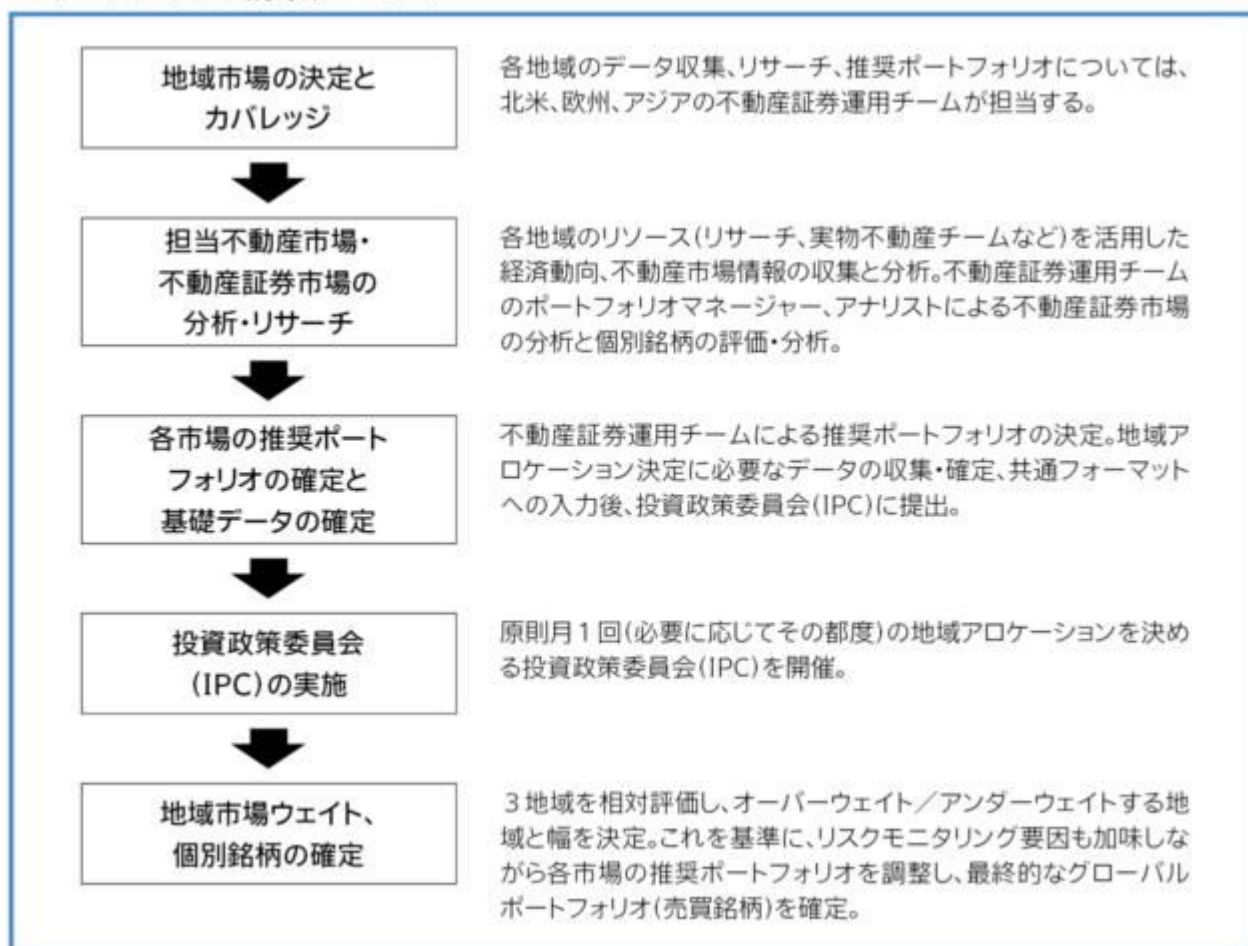 地域市場の決定と
カバレッジ
各地域のデータ収集、リサーチ、推奨ポートフォリオについては、
北米、欧州、アジアの不動産証券運用チームが担当する。
担当不動産市場・
不動産証券市場の
分析・リサーチ
各地域のリソース(リサーチ、実物不動産チームなど)を活用した
経済動向、不動産市場情報の収集と分析。不動産証券運用チーム
のポートフォリオマネージャー、アナリストによる不動産証券市場
の分析と個別銘柄の評価・分析。
各市場の推奨ポート
フォリオの確定と
基礎データの確定
不動産証券運用チームによる推奨ポートフォリオの決定。地域ア
ロケーション決定に必要なデータの収集・確定、共通フォーマット
への入力後、投資政策委員会(IPC)に提出。
投資政策委員会
(IPC)の実施
原則月1回(必要に応じてその都度)の地域アロケーションを決め
る投資政策委員会(IPC)を開催。
地域市場ウェイト、
個別銘柄の確定
3地域を相対評価し、オーバーウェイト/アンダーウェイトする地
域と幅を決定。これを基準に、リスクモニタリング要因も加味しな
がら各市場の推奨ポートフォリオを調整し、最終的なグローバル
ポートフォリオ(売買銘柄)を確定。